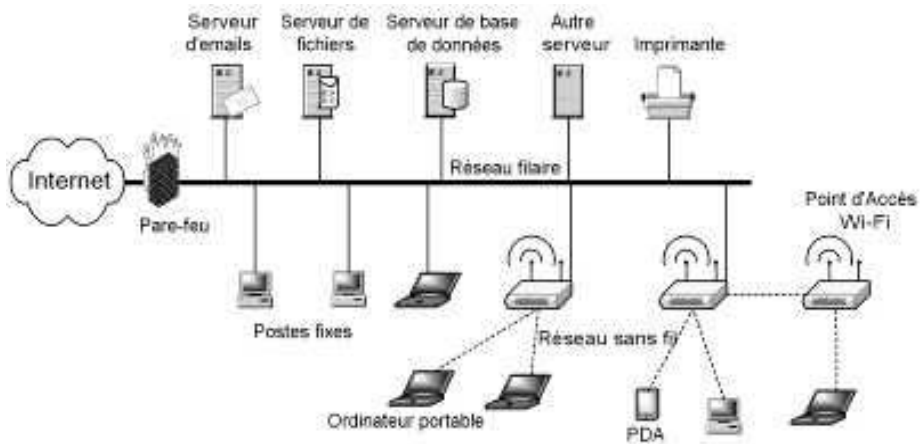 Serveur
d'emails
Serveur de
fichiers
Serveur de base
de données
Autre
serveur
Imprimante
Réseau filaire
Internet
Pare-feu
Point d'Accès
Wi-Fi
Postes fixes
Réseau sans fil
Ordinateur portable
PDA